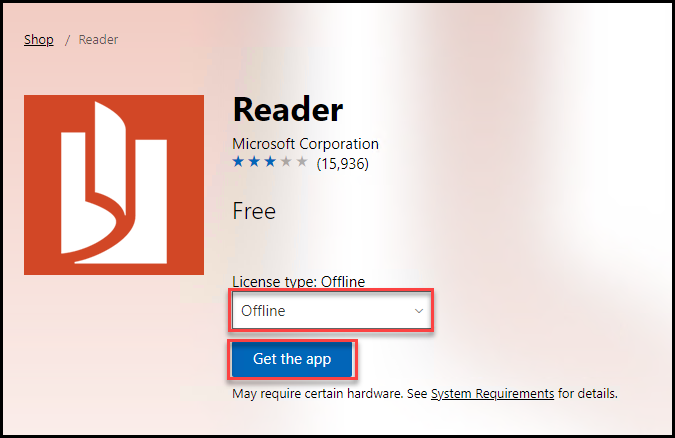 Shop / Reader
Reader
Microsoft Corporation
(15,936)
Free
License type: Offline
Offline
Get the app
May require certain hardware. See System Requirements for details.